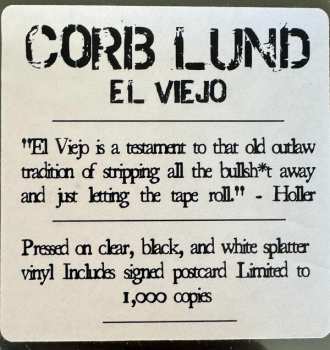 CORB LUND
EL VIEJO
"El Viejo is a testament to that old outlaw
tradition of stripping all the bullsh*t away
and just letting the tape roll." - Holler
Pressed on clear, black, and white splatter
vinyl Includes signed postcard Limited to
1,000 copies